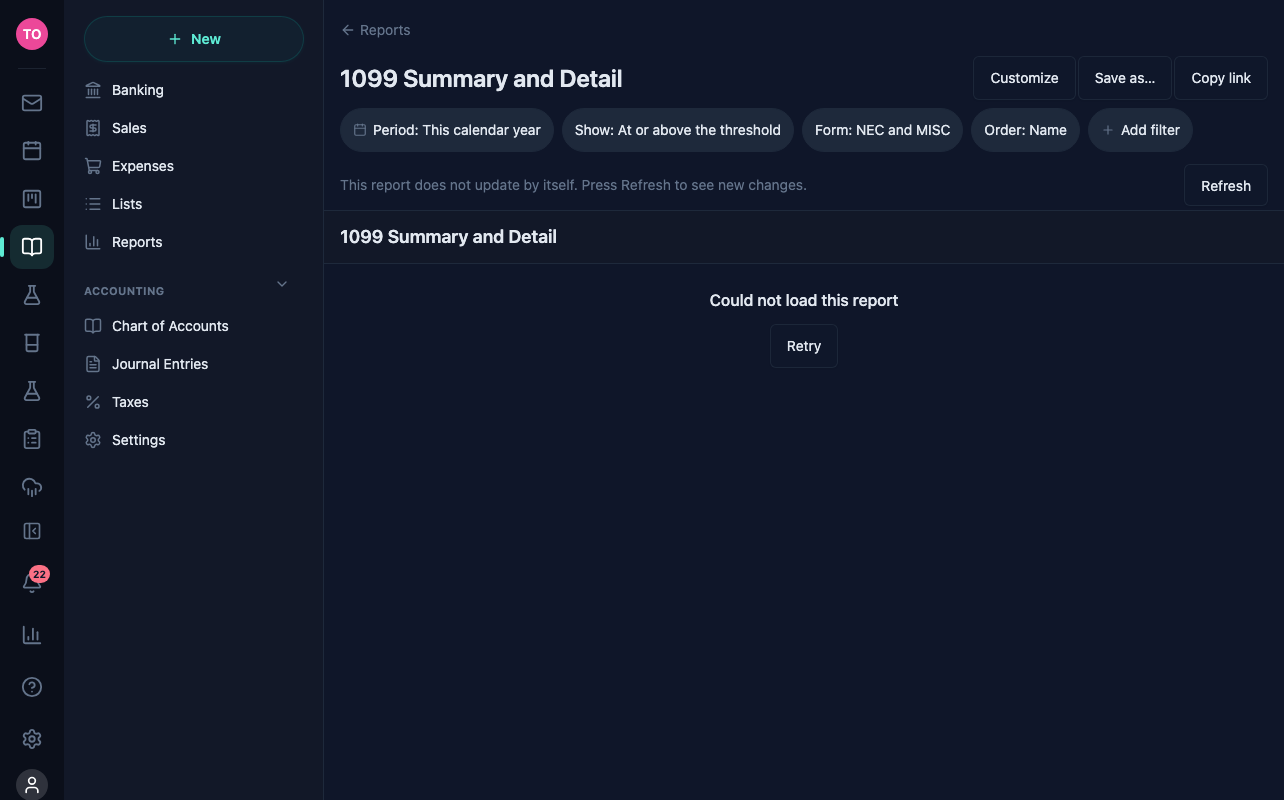 TO
New
Banking
Sales
Expenses
Lists
Reports
ACCOUNTING
Chart of Accounts
Journal Entries
Taxes
Settings
22
Reports
1099 Summary and Detail
Customize
Save as...
Copy link
Period: This calendar year
Show: At or above the threshold
Form: NEC and MISC
Order: Name
Add filter
This report does not update by itself. Press Refresh to see new changes.
Refresh
1099 Summary and Detail
Could not load this report
Retry